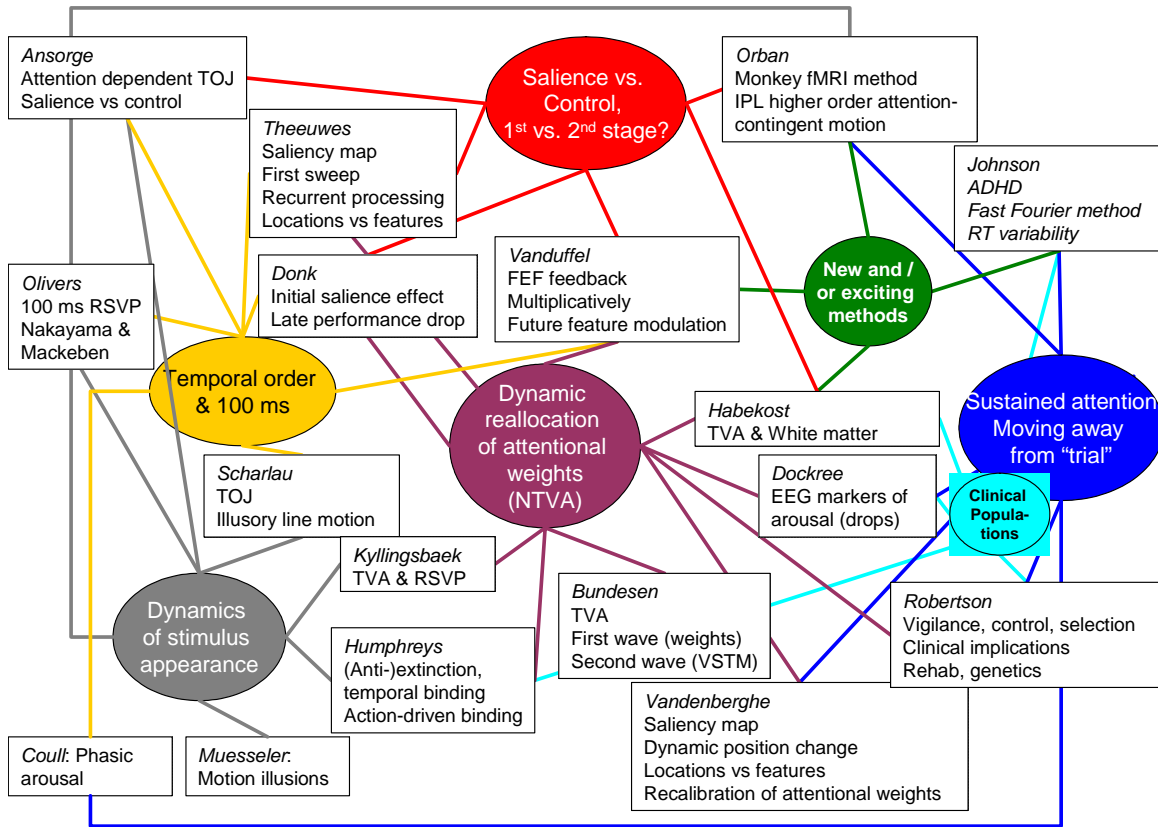 Ansorge
Attention dependent TOJ
Salience vs control
Salience vs.
Control,
1st vs. 2nd stage?
Orban
Monkey fMRI method
IPL higher order attention-
contingent motion
Theeuwes
Saliency map
First sweep
Recurrent processing
Locations vs features
Johnson
ADHD
Fast Fourier method
RT variability
Olivers
100 ms RSVP
Nakayama &
Mackeben
Donk
Initial salience effect
Late performance drop
Vanduffel
FEF feedback
Multiplicatively
Future feature modulation
New and /
or exciting
methods
Temporal order
& 100 ms
Dynamic
reallocation
of attentional
weights
(NTVA)
Habekost
TVA & White matter
Sustained attention
Moving away
from “trial”
Scharlau
TOJ
Illusory line motion
Dockree
EEG markers of
arousal (drops)
Clinical
Popula-
tions
Kyllingsbaek
TVA & RSVP
Dynamics
of stimulus
appearance
Bundesen
TVA
First wave (weights)
Second wave (VSTM)
Robertson
Vigilance, control, selection
Clinical implications
Rehab, genetics
Humphreys
(Anti-)extinction,
temporal binding
Action-driven binding
Vandenberghe
Saliency map
Dynamic position change
Locations vs features
Recalibration of attentional weights
Coull: Phasic
arousal
Muesseler:
Motion illusions